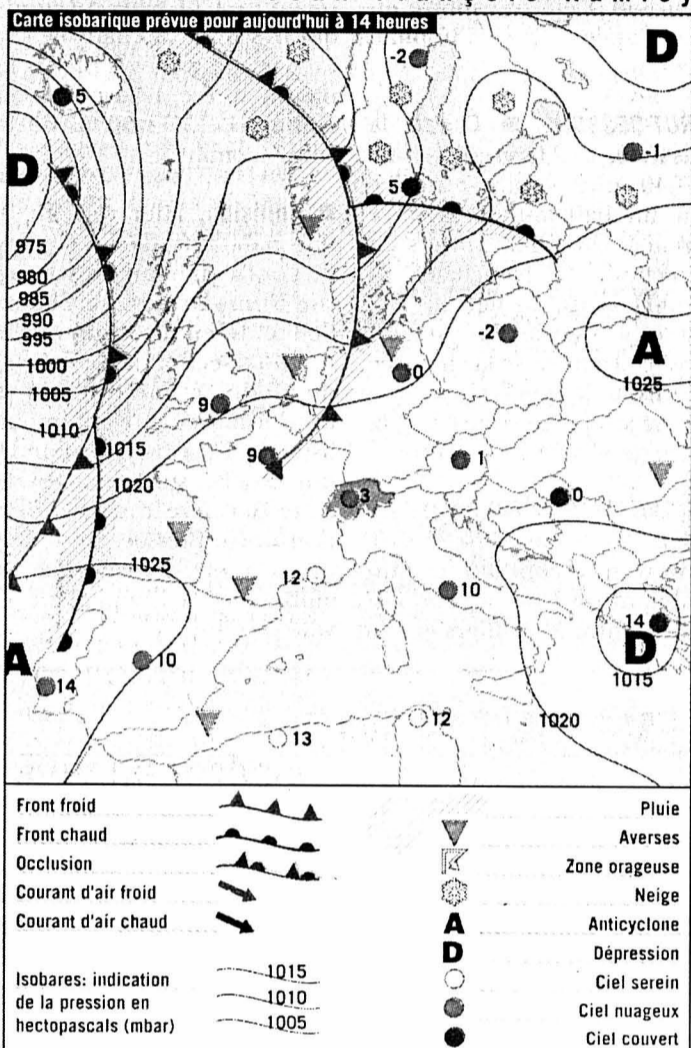 Carte isobarique prévue pour aujourd'hui à 14 heures
D
-2
5
-1
D
5
975
980
985
990
995
1000
1005
1010
1015
1020
-2
A
1025
0
9
9
1
3
-0
1025
12
10
14
D
1015
A
10
14
1020
12
13
Front froid
Front chaud
Occlusion
Courant d'air froid
Courant d'air chaud
Isobares: indication
de la pression en
hectopascals (mbar)
1015
1010
1005
Pluie
Averses
Zone orageuse
Neige
A Anticyclone
D Dépression
Ciel serein
Ciel nuageux
Ciel couvert